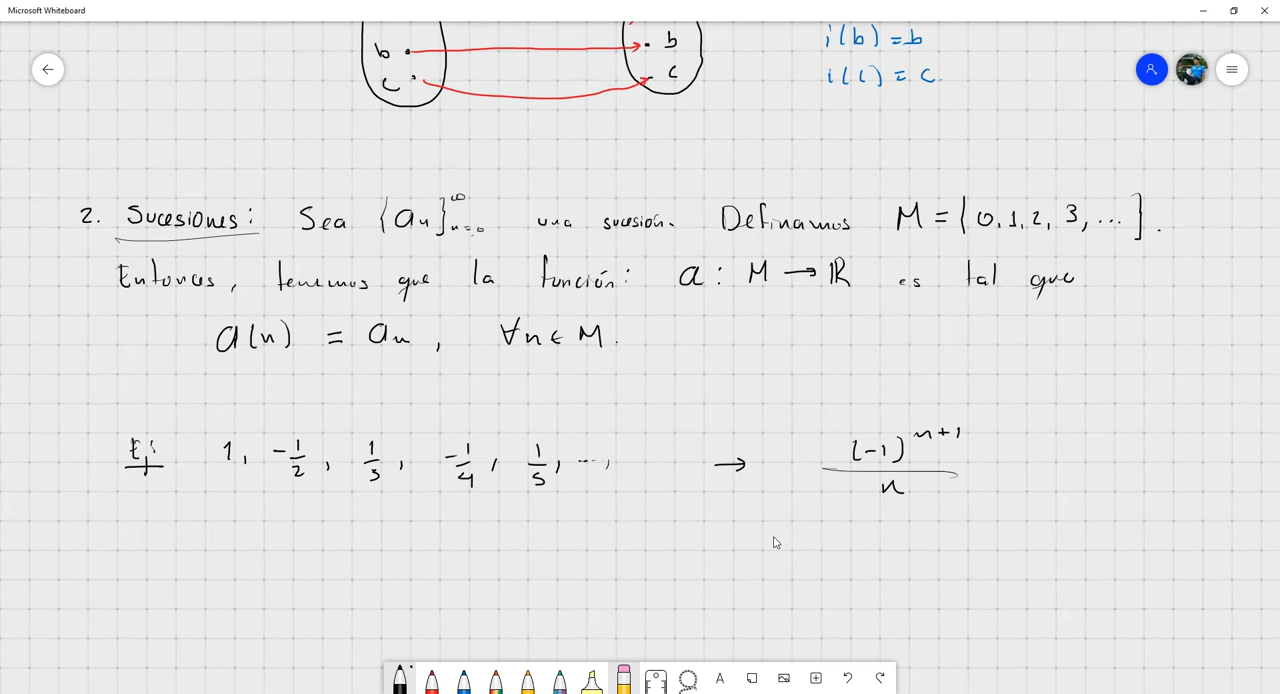 Microsoft Whiteboard
b b i(b) = b
c c i(c) = c
2. Sucesiones: Sea {an}∞n=0 una sucesión. Definamos M = {0, 1, 2, 3, ...}.
Entonces, tenemos que la función: a : M → ℝ es tal que
a(n) = an, ∀n ∈ M.
Ej: 1, -1/2, 1/3, -1/4, 1/5, ..., → (-1)^(n+1)/n
A